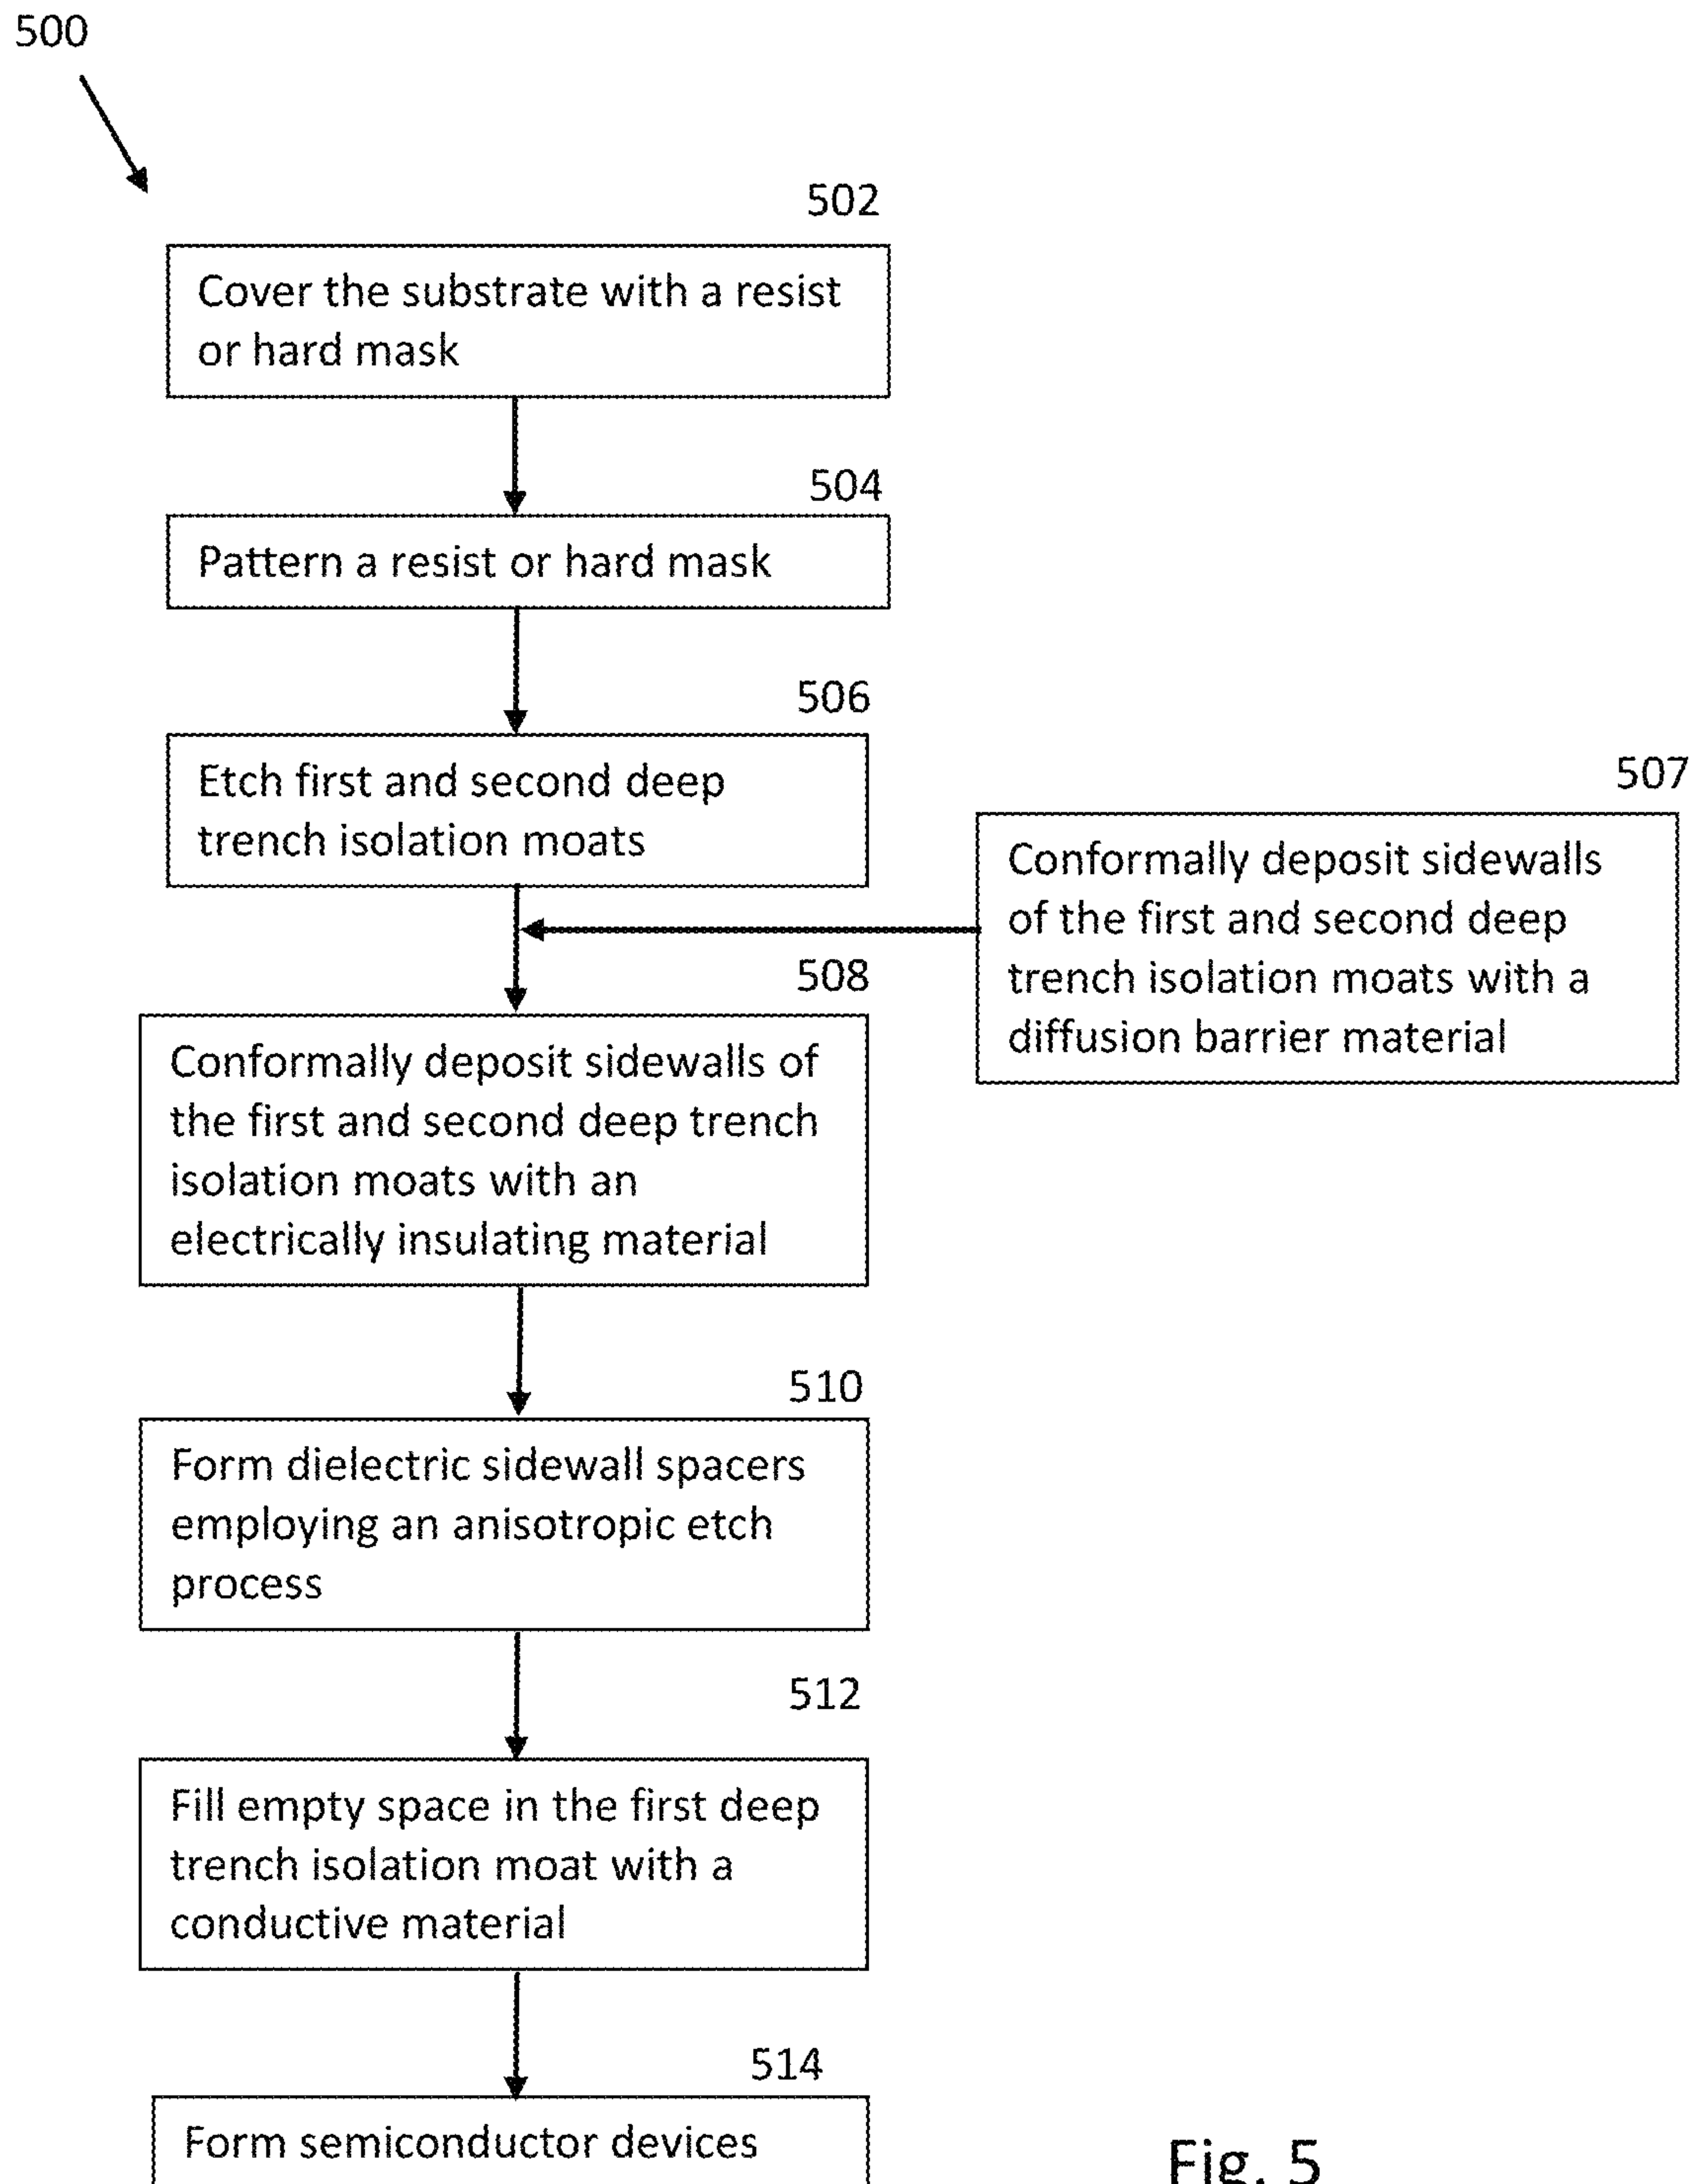 500
502
Cover the substrate with a resist
or hard mask
504
Pattern a resist or hard mask
506
Etch first and second deep
trench isolation moats
507
Conformally deposit sidewalls
of the first and second deep
trench isolation moats with a
diffusion barrier material
508
Conformally deposit sidewalls of
the first and second deep trench
isolation moats with an
electrically insulating material
510
Form dielectric sidewall spacers
employing an anisotropic etch
process
512
Fill empty space in the first deep
trench isolation moat with a
conductive material
514
Form semiconductor devices
Fig. 5